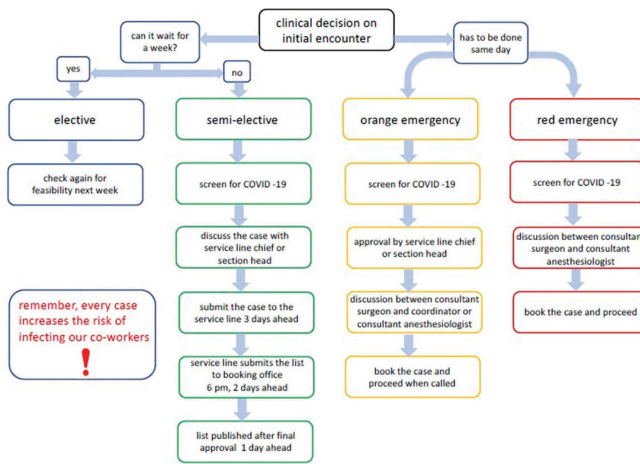 clinical decision on
initial encounter
can it wait for
a week?
has to be done
same day
yes
no
elective
semi-elective
orange emergency
red emergency
check again for
feasibility next week
screen for COVID -19
screen for COVID -19
screen for COVID -19
discuss the case with
service line chief or
section head
approval by service line chief
or section head
discussion between consultant
surgeon and consultant
anesthesiologist
remember, every case
increases the risk of
infecting our co-workers
!
submit the case to the
service line 3 days ahead
discussion between consultant
surgeon and coordinator or
consultant anesthesiologist
book the case and proceed
service line submits the list
to booking office
6 pm, 2 days ahead
book the case and
proceed when called
list published after final
approval 1 day ahead